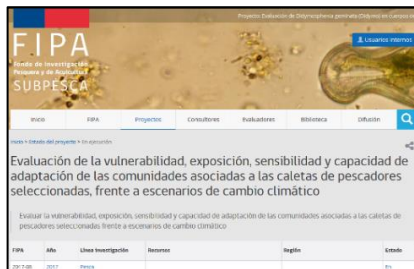 Proyecto Evaluación de Didymosphenia geminata (Didymo) en cuerpos de
FIPA
Fondo de Investigación
Pesquera y de Acuicultura
SUBPESCA
Usuarios internos
Inicio FIPA Proyectos Consultores Evaluadores Biblioteca Difusión
Inicio > Estado del proyecto > En ejecución
Evaluación de la vulnerabilidad, exposición, sensibilidad y capacidad de
adaptación de las comunidades asociadas a las caletas de pescadores
seleccionadas, frente a escenarios de cambio climático
Evaluar la vulnerabilidad, exposición, sensibilidad y capacidad de adaptación de las comunidades asociadas a las caletas de
pescadores seleccionadas, frente a escenarios de cambio climático
FIPA Año Línea Investigación Recursos Región Estado
2017 Pesca En